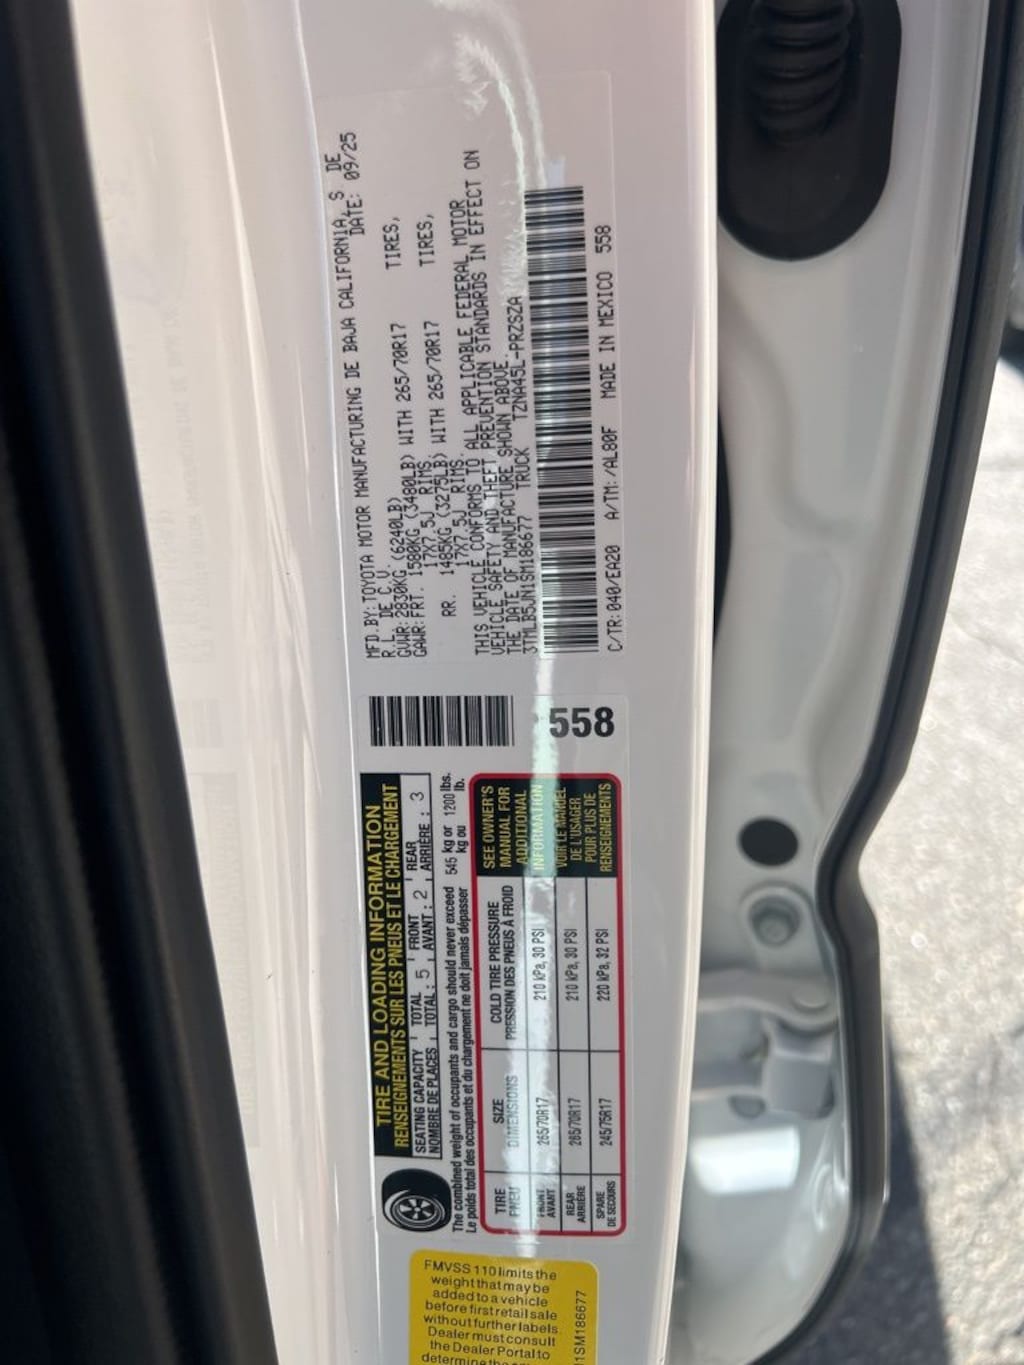 MFD.BY:TOYOTA MOTOR MANUFACTURING DE BAJA CALIFORNIA, S DE
R.L. DE C.V. DATE: 09/25
GVWR:2830KG (6240LB)
GAWR:FRT. 1580KG (3480LB) WITH 265/70R17 TIRES,
17X7.5J RIMS
RR. 1485KG (3275LB) WITH 265/70R17 TIRES,
17X7.5J RIMS.
THIS VEHICLE CONFORMS TO ALL APPLICABLE FEDERAL MOTOR
VEHICLE SAFETY AND THEFT PREVENTION STANDARDS IN EFFECT ON
THE DATE OF MANUFACTURE SHOWN ABOVE.
3TMLB5JN1SM186677 TRUCK TZNA45L-PRZSZA
C/TR:040/EA20 A/TM:/AL80F MADE IN MEXICO 558
558
TIRE AND LOADING INFORMATION
RENSEIGNEMENTS SUR LES PNEUS ET LE CHARGEMENT
SEATING CAPACITY TOTAL FRONT REAR
NOMBRE DE PLACES TOTAL : 5 AVANT : 2 ARRIÈRE : 3
The combined weight of occupants and cargo should never exceed 545 kg or 1200 lbs.
Le poids total des occupants et du chargement ne doit jamais dépasser kg ou lb.
TIRE SIZE COLD TIRE PRESSURE
PNEU DIMENSIONS PRESSION DES PNEUS À FROID
FRONT
AVANT 265/70R17 210 kPa, 30 PSI
REAR
ARRIÈRE 265/70R17 210 kPa, 30 PSI
SPARE
DE SECOURS 245/75R17 220 kPa, 32 PSI
SEE OWNER'S
MANUAL FOR
ADDITIONAL
INFORMATION
VOIR LE MANUEL
DE L'USAGER
POUR PLUS DE
RENSEIGNEMENTS
FMVSS 110 limits the
weight that may be
added to a vehicle
before first retail sale
without further labels.
Dealer must consult
the Dealer Portal to
determine the
1SM186677